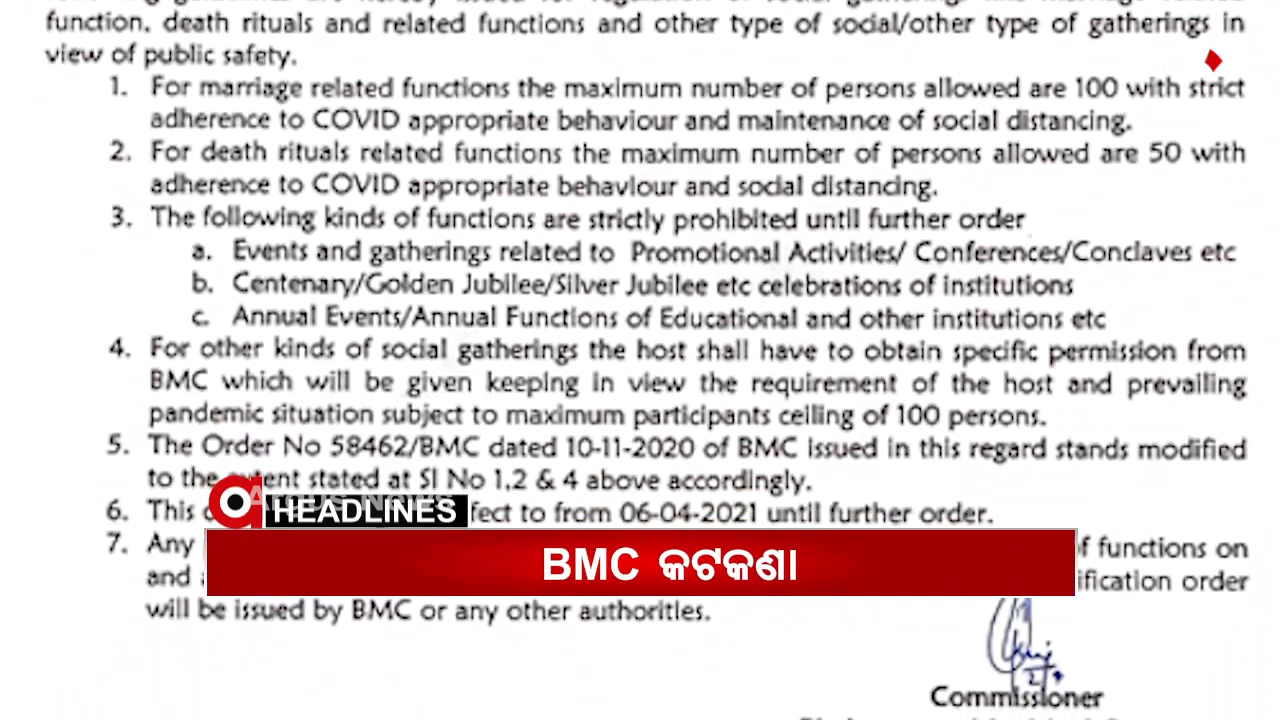 function, death rituals and related functions and other type of social/other type of gatherings in
view of public safety.
1. For marriage related functions the maximum number of persons allowed are 100 with strict
adherence to COVID appropriate behaviour and maintenance of social distancing.
2. For death rituals related functions the maximum number of persons allowed are 50 with
adherence to COVID appropriate behaviour and social distancing.
3. The following kinds of functions are strictly prohibited until further order
a. Events and gatherings related to Promotional Activities/ Conferences/Conclaves etc
b. Centenary/Golden Jubilee/Silver Jubilee etc celebrations of institutions
c. Annual Events/Annual Functions of Educational and other institutions etc
4. For other kinds of social gatherings the host shall have to obtain specific permission from
BMC which will be given keeping in view the requirement of the host and prevailing
pandemic situation subject to maximum participants ceiling of 100 persons.
5. The Order No 58462/BMC dated 10-11-2020 of BMC issued in this regard stands modified
to the extent stated at Sl No 1,2 & 4 above accordingly.
6. This fect to from 06-04-2021 until further order.
HEADLINES
BMC କଟକଣା
7. Any f functions on
and ification order
will be issued by BMC or any other authorities.
Commissioner